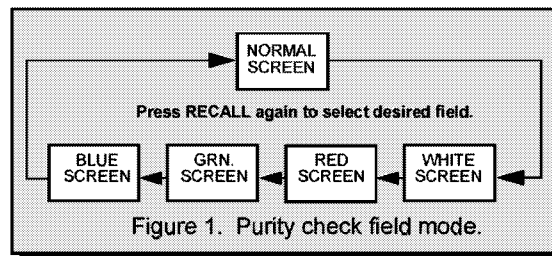 NORMAL
SCREEN
Press RECALL again to select desired field.
BLUE
SCREEN
GRN.
SCREEN
RED
SCREEN
WHITE
SCREEN
Figure 1. Purity check field mode.